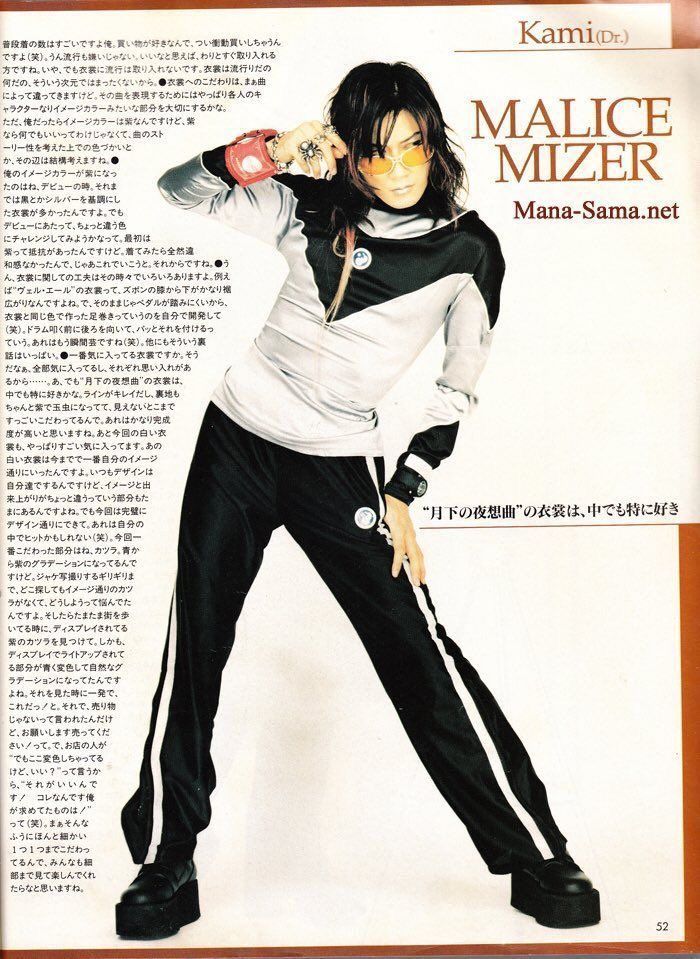 Kami(Dr.)
MALICE
MIZER
Mana-Sama.net
普段着の数はすごいですよ俺。買い物が好きなんで、つい衝動買いしちゃうん
ですよ(笑)。うん流行も嫌いじゃない。いいなと思えば、わりとすぐ取り入れる
方ですね。いや、でも衣裳に流行は取り入れないです。衣裳は流行りだの
何だの、そういう次元ではまったくないから。●衣裳へのこだわりは、まぁ曲
によって違ってきますけど。その曲を表現するためにはやっぱり各人のキ
ャラクターなりイメージカラーみたいな部分を大切にするかな。
ただ、俺だったらイメージカラーは紫なんですけど、紫
なら何でもいいってわけじゃなくて、曲のスト
ーリー性を考えた上での色づかいと
か、その辺は結構考えますね。●
俺のイメージカラーが紫になっ
たのはね、デビューの時。それま
では黒とかシルバーを基調にし
た衣裳が多かったんですよ。でも
デビューにあたって、ちょっと違う色
にチャレンジしてみようかなって。最初は
紫って抵抗があったんですけど。着てみたら全然違
和感なかったんで、じゃあこれでいこうと。それからですね。●う
ん、衣裳に関しての工夫はその時々でいろいろありますよ。例え
ば“ヴェル・エール”の衣裳って、ズボンの膝から下がかなり裾
広がりなんですよね。で、そのままじゃペダルが踏みにくいから、
衣裳と同じ色で作った足巻きっていうのを自分で開発して
(笑)。ドラム叩く前に後ろを向いて、パッとそれを付けるっ
ていう。あれはもう瞬間芸ですね(笑)。他にもそういう裏
話はいっぱい。●一番気に入ってる衣裳ですか。そう
だなぁ、全部気に入ってるし、それぞれ思い入れがあ
るから……。あ、でも“月下の夜想曲”の衣裳は、
中でも特に好きかな。ラインがキレイだし、裏地も
ちゃんと紫で玉虫になってて、見えないとこまで
すっごいこだわってるんで。あれはかなり完成
度が高いと思いますね。あと今回の白い衣
裳も、やっぱりすごい気に入ってます。あの
白い衣裳は今までで一番自分のイメージ
通りにいったんですよ。いつもデザインは
自分達でするんですけど、イメージと出
来上がりがちょっと違うっていう部分もた
まにあるんですよね。でも今回は完璧に
デザイン通りにできて。あれは自分の
中でヒットかもしれない(笑)。今回一
番こだわった部分はね、カツラ。青か
ら紫のグラデーションになってるんで
すけど。ジャケ写撮りするギリギリま
で、どこ探してもイメージ通りのカツ
ラがなくて、どうしようって悩んでた
んですよ。そしたらたまたま街を歩
いてる時に、ディスプレイされてる
紫のカツラを見つけて。しかも、
ディスプレイでライトアップされて
る部分が青く変色して自然なグ
ラデーションになってたんです
よね。それを見た時に一発で、
これだっ!と。それで、売り物
じゃないって言われたんだけ
ど、お願いします売ってくだ
さい!って。で、お店の人が
“でもここ変色しちゃってる
けど、いい?”って言うか
ら、“それがいいんで
す! コレなんです俺
が求めてたものは!”
って(笑)。まぁそんな
ふうにほんと細かい
1つ1つまでこだわっ
てるんで、みんなも細
部まで見て楽しんでくれ
たらなと思いますね。
“月下の夜想曲”の衣裳は、中でも特に好き
52